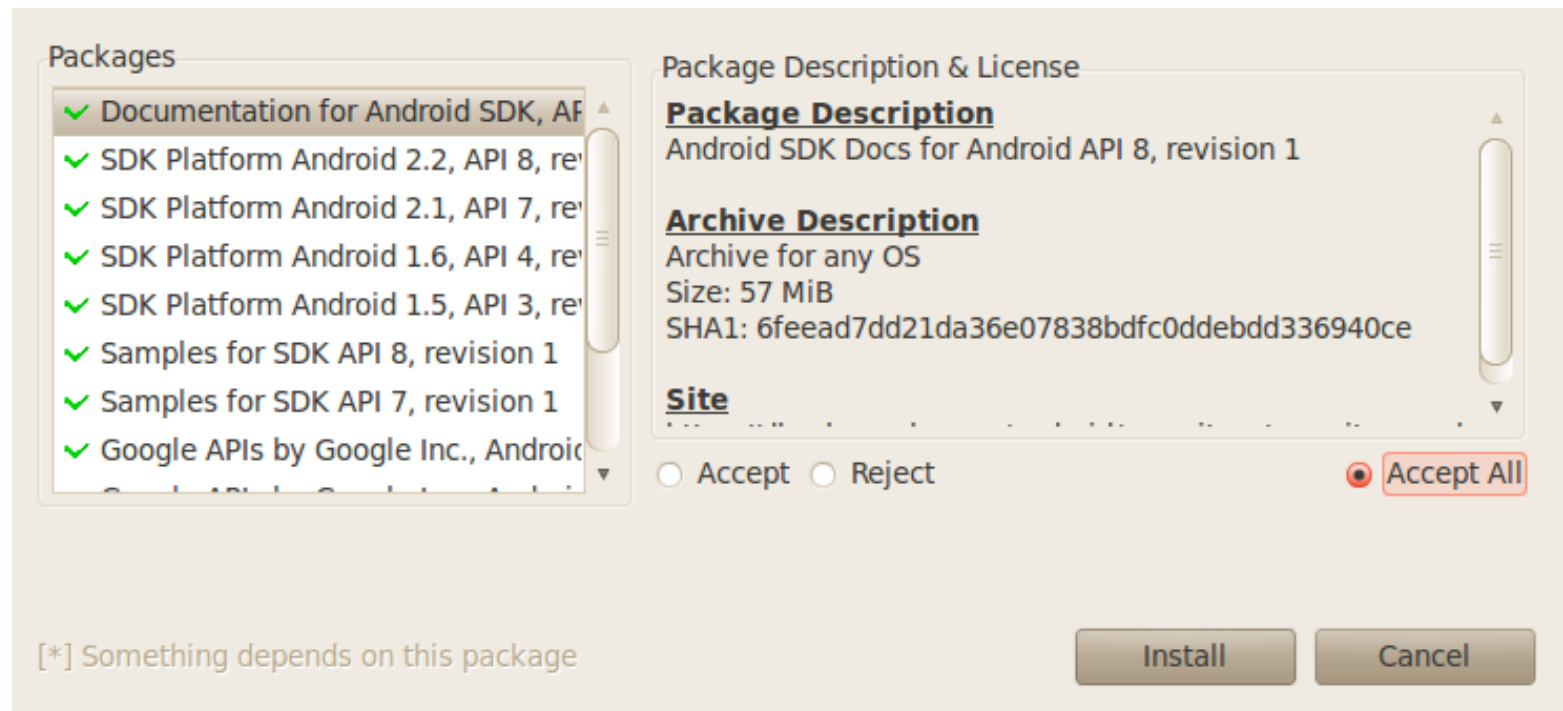 Packages
Documentation for Android SDK, AP
SDK Platform Android 2.2, API 8, re
SDK Platform Android 2.1, API 7, re
SDK Platform Android 1.6, API 4, re
SDK Platform Android 1.5, API 3, re
Samples for SDK API 8, revision 1
Samples for SDK API 7, revision 1
Google APIs by Google Inc., Android
Package Description & License
Package Description
Android SDK Docs for Android API 8, revision 1
Archive Description
Archive for any OS
Size: 57 MiB
SHA1: 6feead7dd21da36e07838bdfc0ddebdd336940ce
Site
Accept Reject Accept All
[*] Something depends on this package
Install Cancel